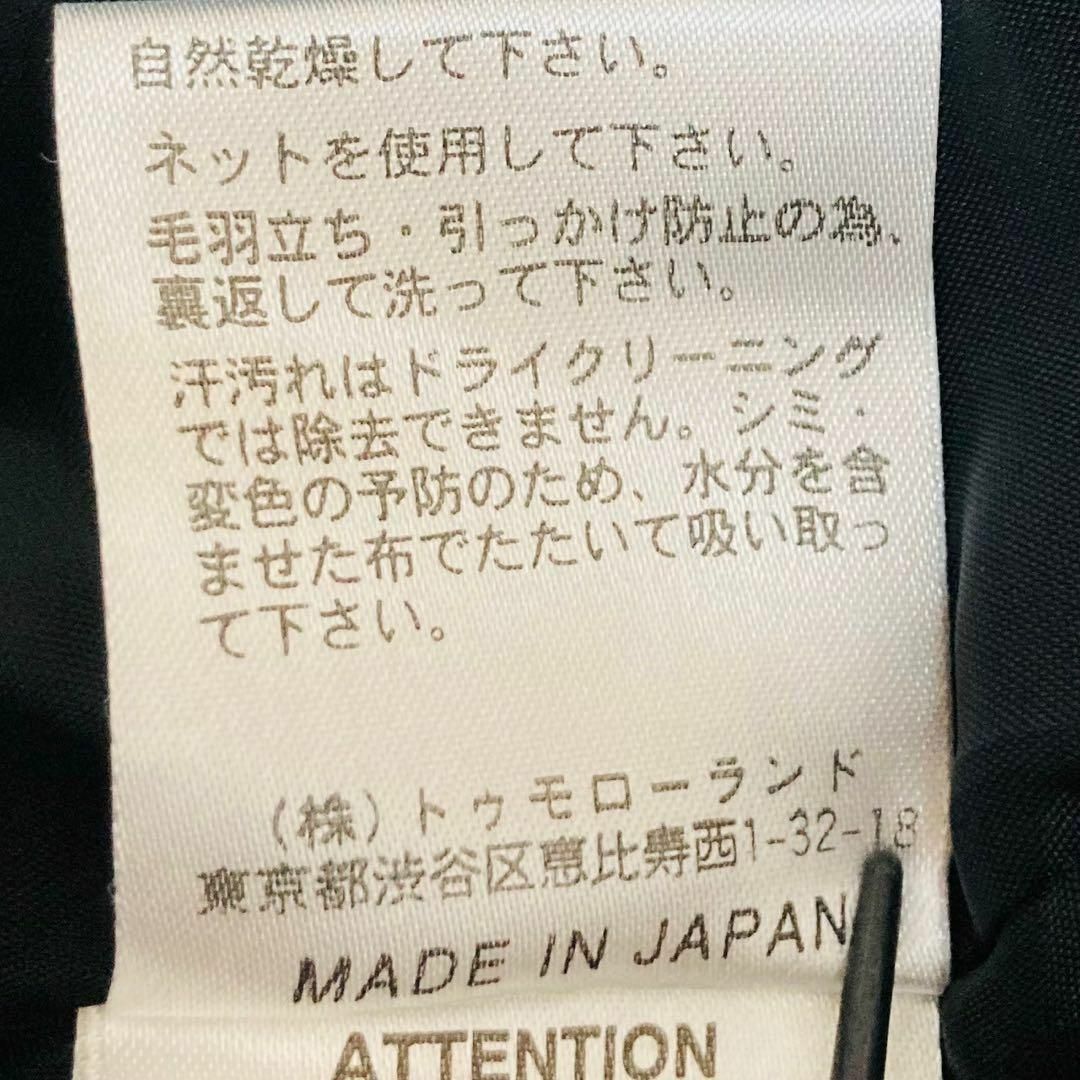 自然乾燥して下さい。
ネットを使用して下さい。
毛羽立ち・引っかけ防止の為、
裏返して洗って下さい。
汗汚れはドライクリーニング
では除去できません。シミ・
変色の予防のため、水分を含
ませた布でたたいて吸い取っ
て下さい。
(株)トゥモローランド
東京都渋谷区恵比寿西1-32-18
MADE IN JAPAN
ATTENTION